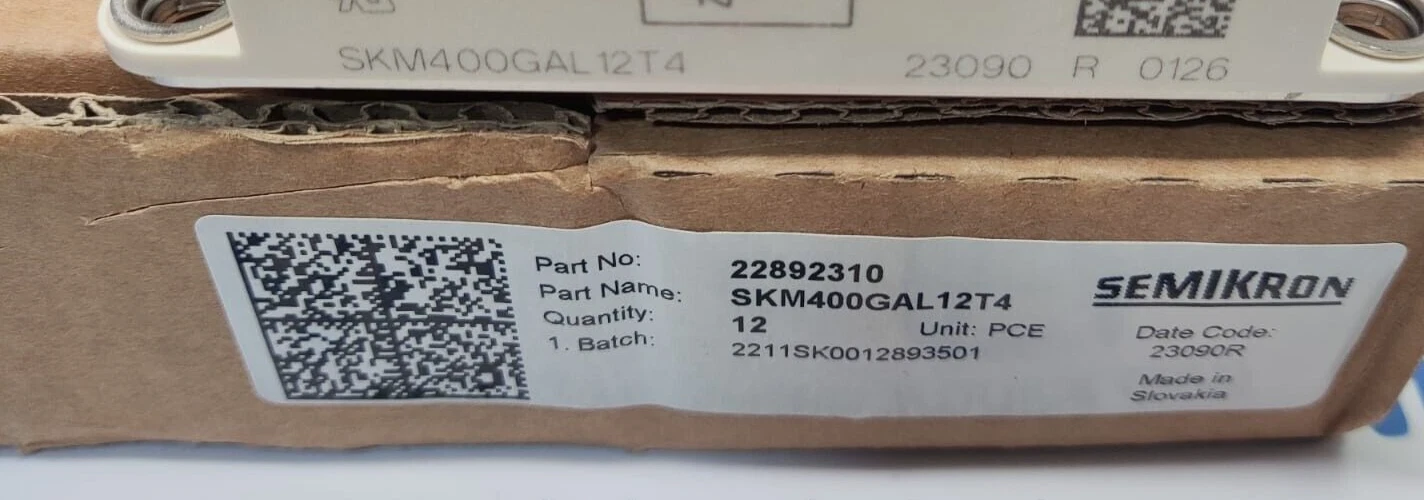 SKM400GAL12T4 23090 R 0126
Part No: 22892310
Part Name: SKM400GAL12T4
Quantity: 12 Unit: PCE
1. Batch: 2211SK0012893501
SEMIKRON
Date Code:
23090R
Made in
Slovakia